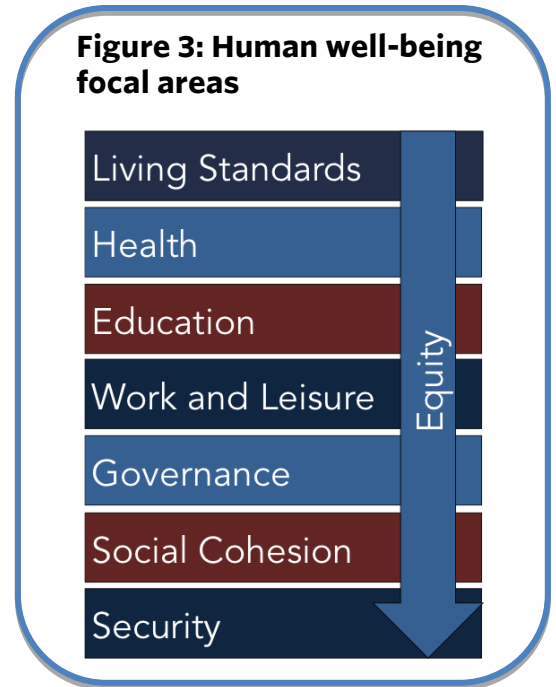 Figure 3: Human well-being
focal areas
Living Standards
Health
Education
Work and Leisure
Governance
Social Cohesion
Security
Equity